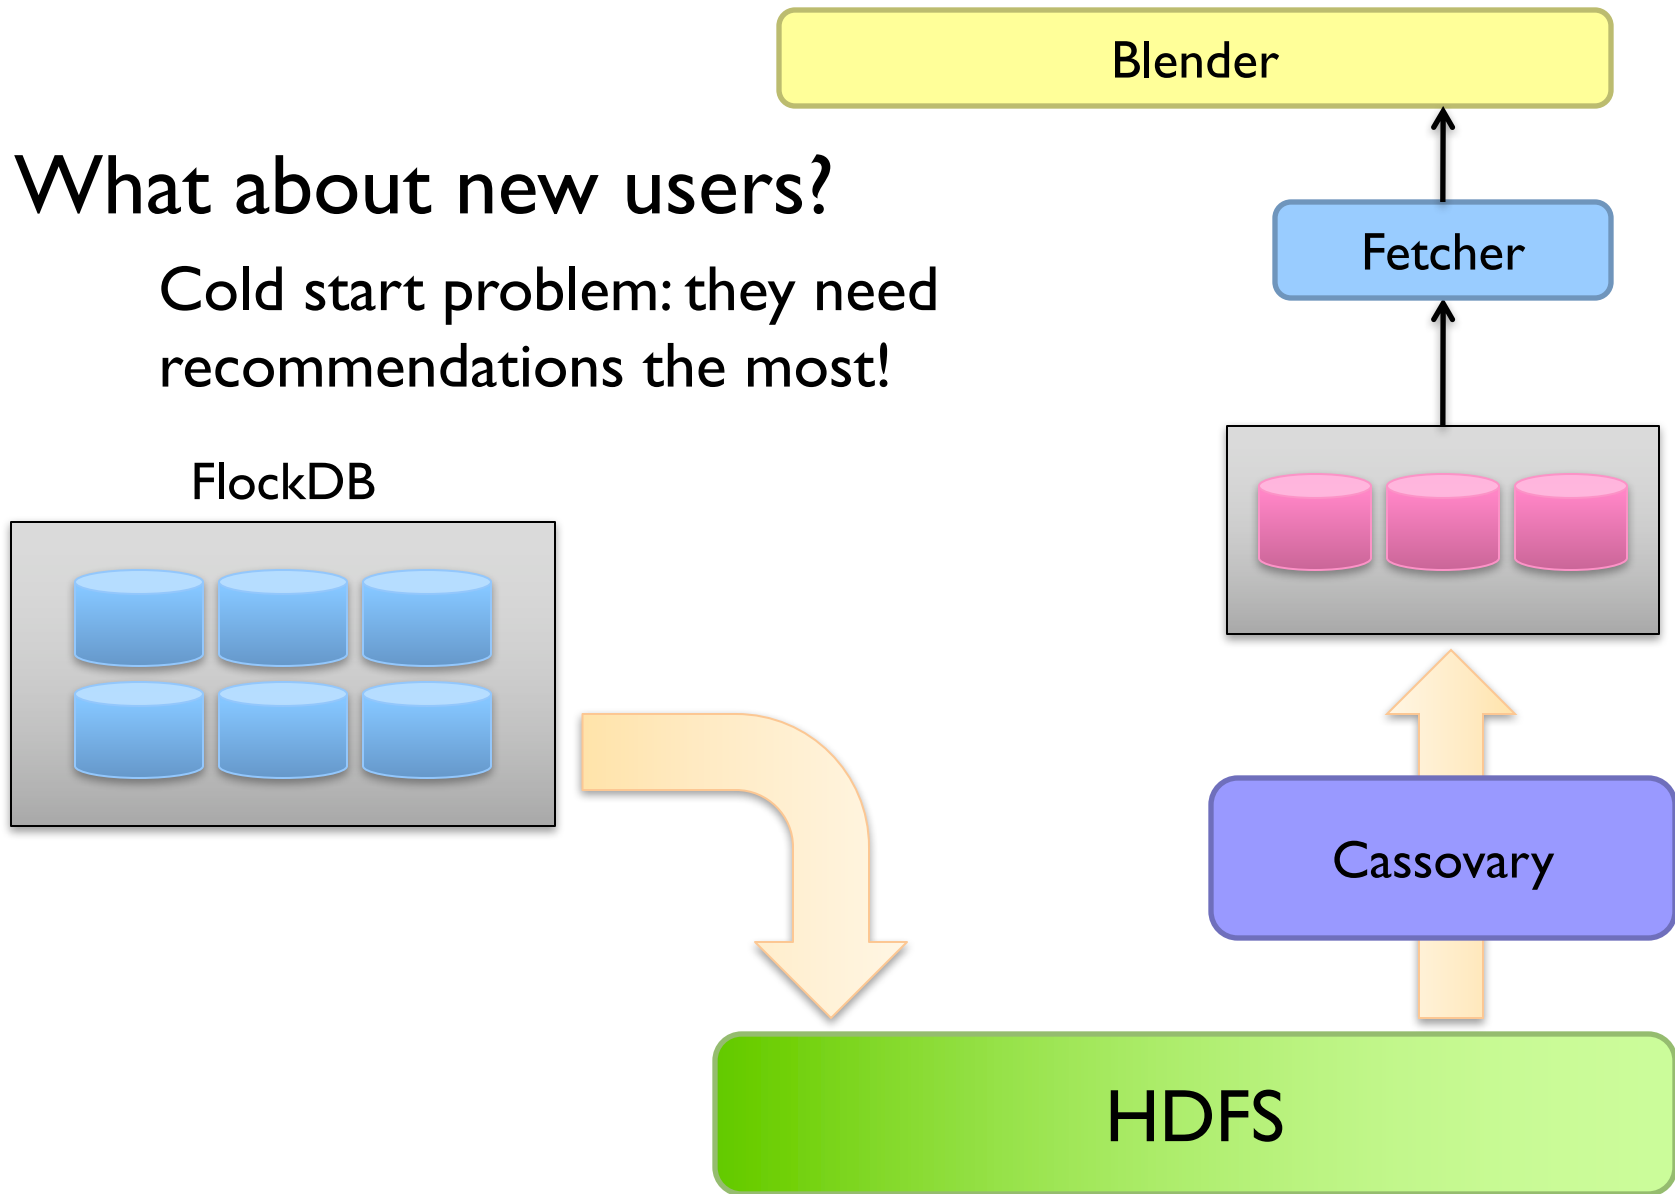 Blender
What about new users?
Fetcher
Cold start problem: they need
recommendations the most!
FlockDB
Cassovary
HDFS